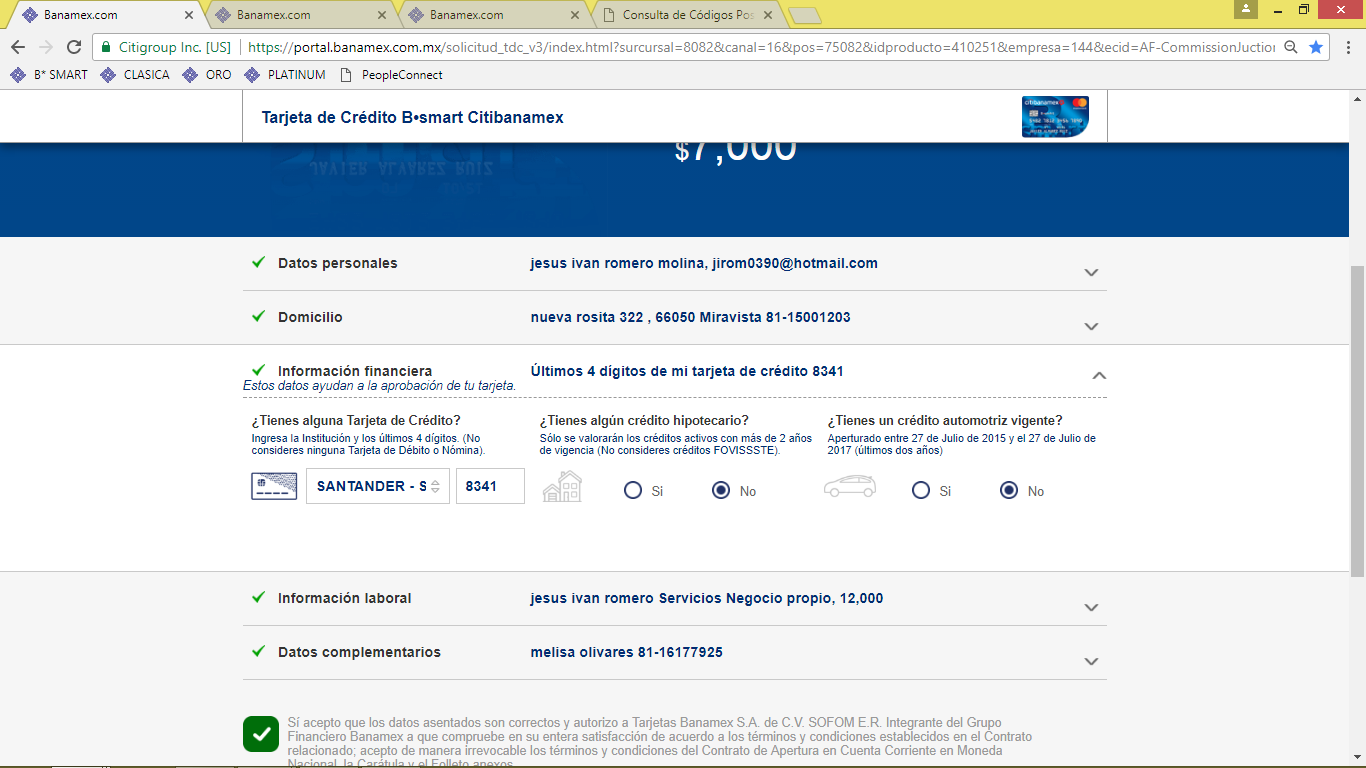 Banamex.com
Banamex.com
Banamex.com
Consulta de Códigos Pos
Citigroup Inc. [US]
https://portal.banamex.com.mx/solicitud_tdc_v3/index.html?surcursal=8082&canal=16&pos=75082&idproducto=410251&empresa=144&ecid=AF-CommissionJuctior
B* SMART
CLASICA
ORO
PLATINUM
PeopleConnect
Tarjeta de Crédito B•smart Citibanamex
citibanamex
$7,000
JAVIER ALVAREZ RUIZ
Datos personales
jesus ivan romero molina, jirom0390@hotmail.com
Domicilio
nueva rosita 322 , 66050 Miravista 81-15001203
Información financiera
Últimos 4 dígitos de mi tarjeta de crédito 8341
Estos datos ayudan a la aprobación de tu tarjeta.
¿Tienes alguna Tarjeta de Crédito?
Ingresa la Institución y los últimos 4 dígitos. (No
consideres ninguna Tarjeta de Débito o Nómina).
SANTANDER - S
8341
¿Tienes algún crédito hipotecario?
Sólo se valorarán los créditos activos con más de 2 años
de vigencia (No consideres créditos FOVISSSTE).
Si
No
¿Tienes un crédito automotriz vigente?
Aperturado entre 27 de Julio de 2015 y el 27 de Julio de
2017 (últimos dos años)
Si
No
Información laboral
jesus ivan romero Servicios Negocio propio, 12,000
Datos complementarios
melisa olivares 81-16177925
Sí acepto que los datos asentados son correctos y autorizo a Tarjetas Banamex S.A. de C.V. SOFOM E.R. Integrante del Grupo
Financiero Banamex a que compruebe en su entera satisfacción de acuerdo a los términos y condiciones establecidos en el Contrato
relacionado; acepto de manera irrevocable los términos y condiciones del Contrato de Apertura en Cuenta Corriente en Moneda
Nacional, la Carátula y el Folleto anexos